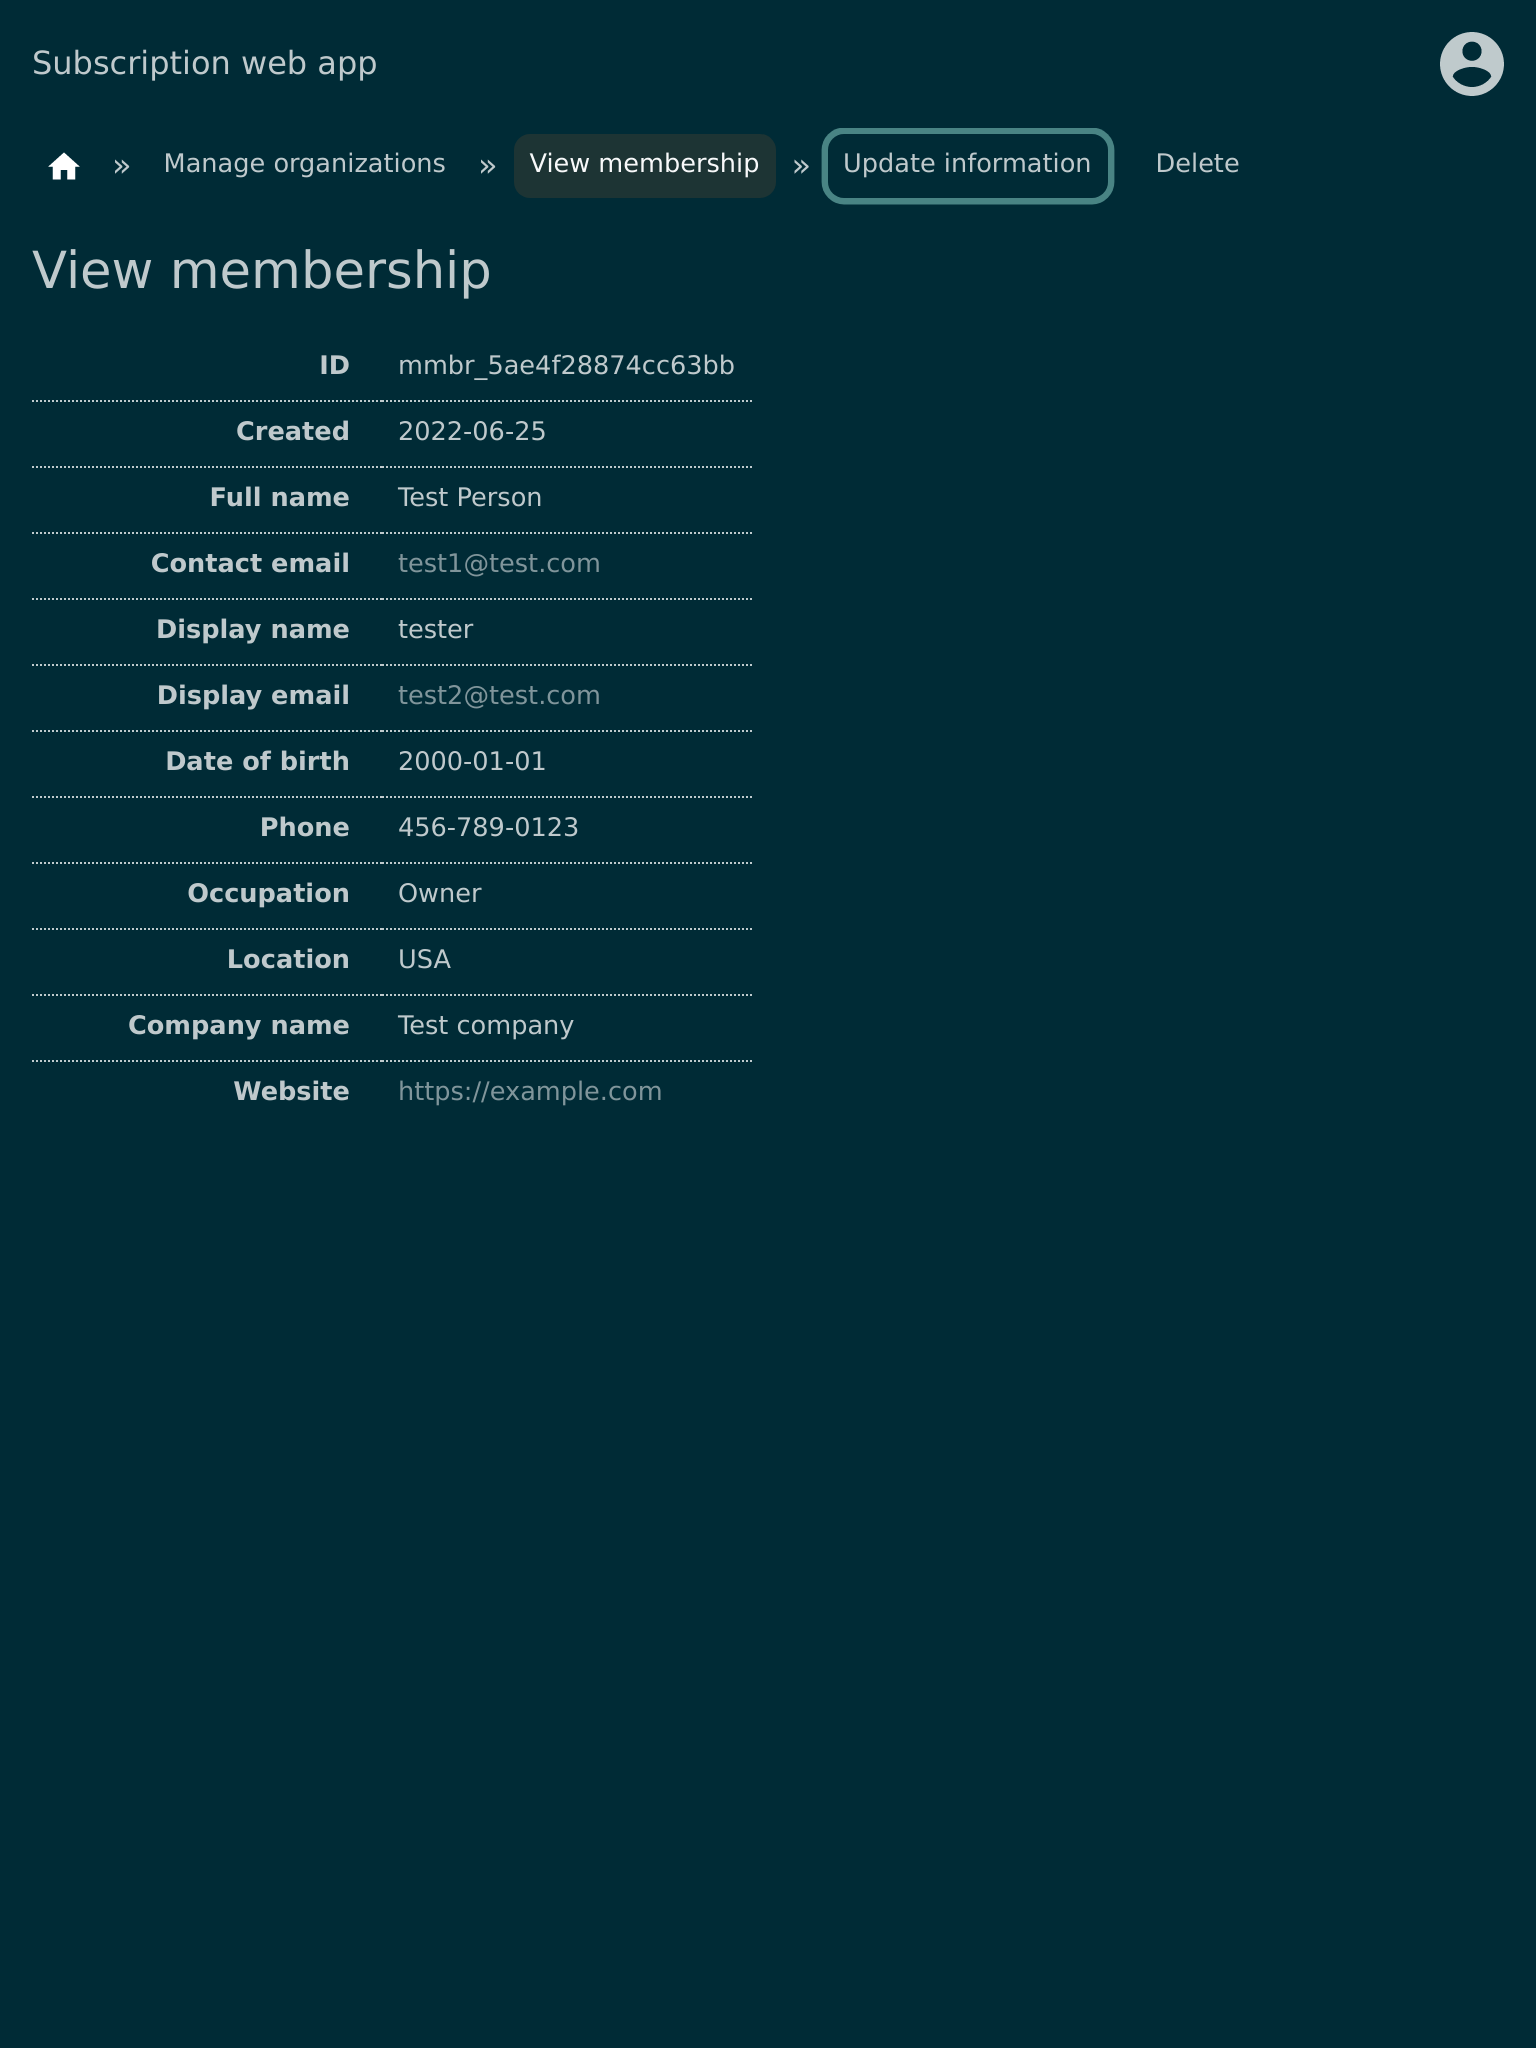 Subscription web app
» Manage organizations » View membership » Update information Delete
View membership
ID mmbr_5ae4f28874cc63bb
Created 2022-06-25
Full name Test Person
Contact email test1@test.com
Display name tester
Display email test2@test.com
Date of birth 2000-01-01
Phone 456-789-0123
Occupation Owner
Location USA
Company name Test company
Website https://example.com